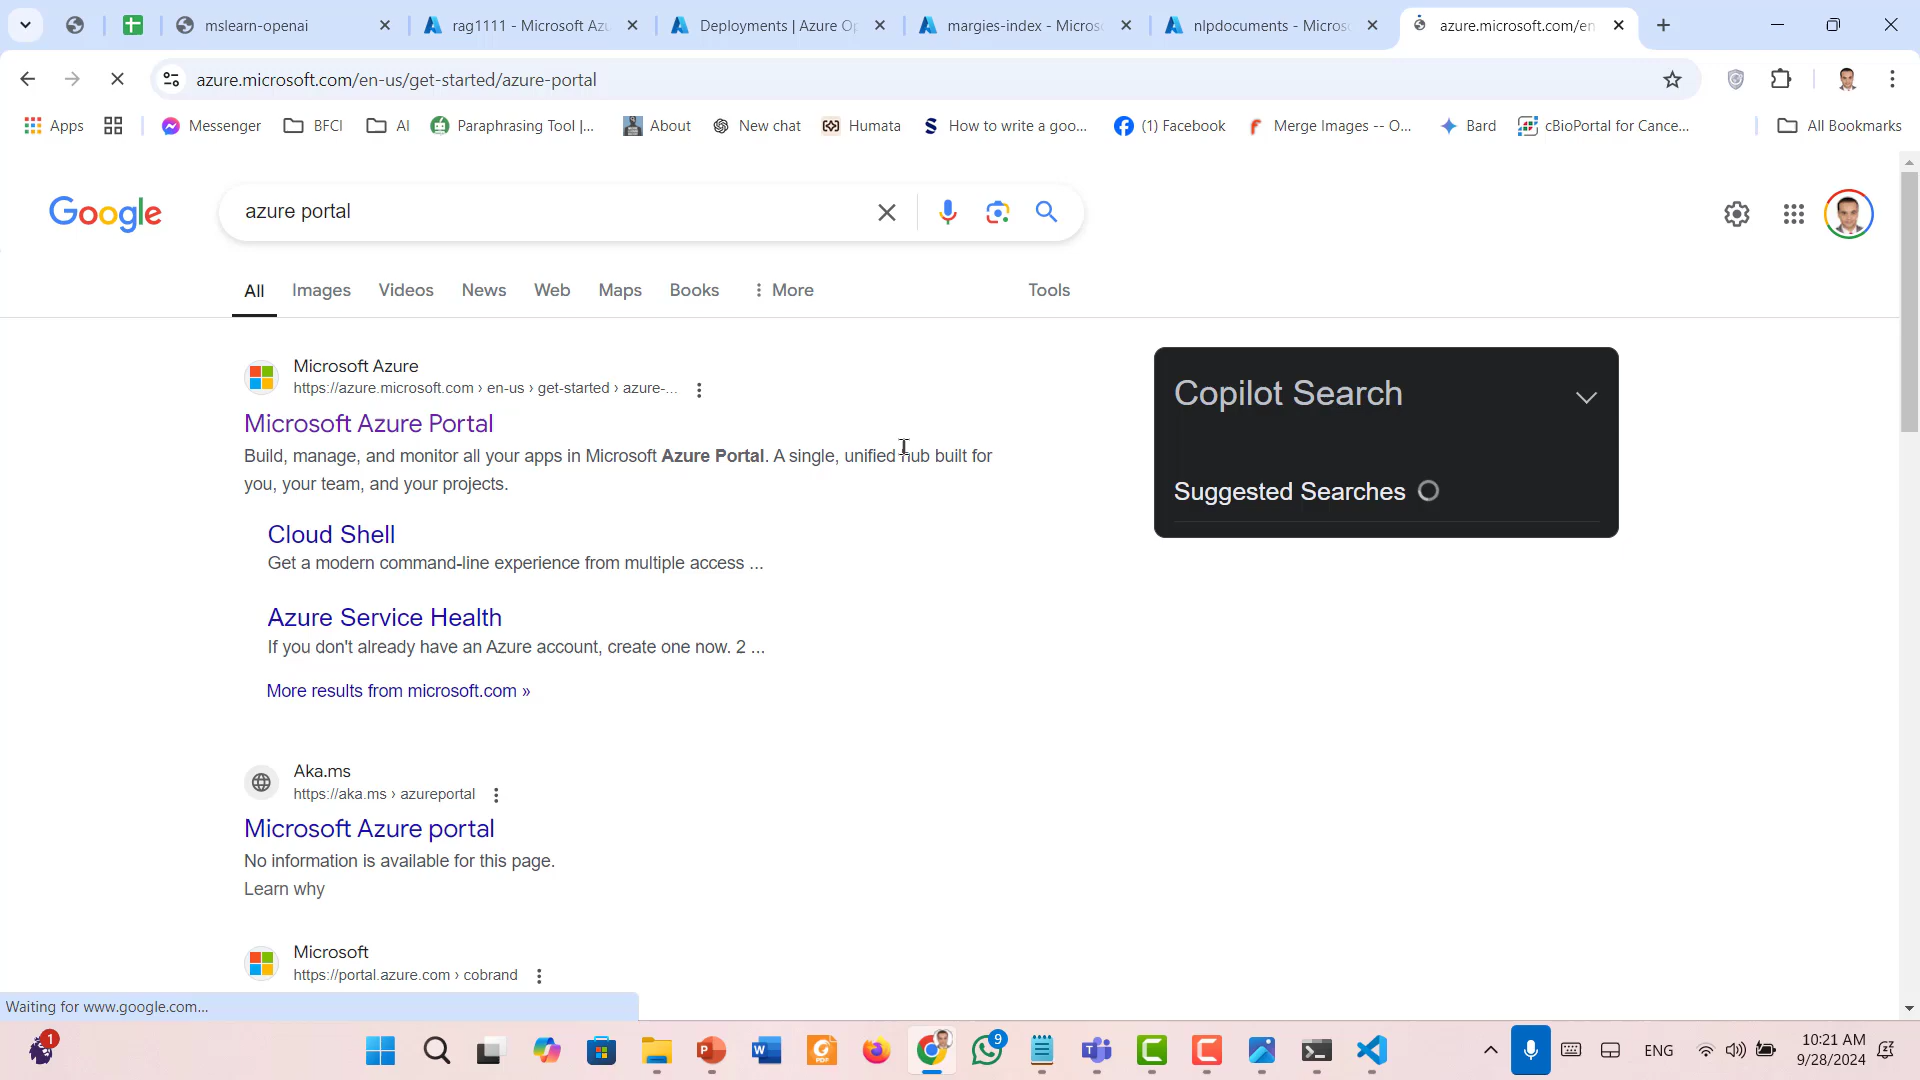 mslearn-openai
rag1111 - Microsoft Azu
Deployments | Azure Op
margies-index - Microso
nlpdocuments - Microso
azure.microsoft.com/en
azure.microsoft.com/en-us/get-started/azure-portal
Apps
Messenger
BFCI
AI
Paraphrasing Tool |...
About
New chat
Humata
How to write a goo...
(1) Facebook
Merge Images -- O...
Bard
cBioPortal for Cance...
All Bookmarks
Google
azure portal
All
Images
Videos
News
Web
Maps
Books
More
Tools
Microsoft Azure
https://azure.microsoft.com › en-us › get-started › azure-...
Microsoft Azure Portal
Build, manage, and monitor all your apps in Microsoft Azure Portal. A single, unified hub built for
you, your team, and your projects.
Cloud Shell
Get a modern command-line experience from multiple access ...
Azure Service Health
If you don't already have an Azure account, create one now. 2 ...
More results from microsoft.com »
Copilot Search
Suggested Searches
Aka.ms
https://aka.ms › azureportal
Microsoft Azure portal
No information is available for this page.
Learn why
Microsoft
https://portal.azure.com › cobrand
Waiting for www.google.com...
1
9
ENG
10:21 AM
9/28/2024